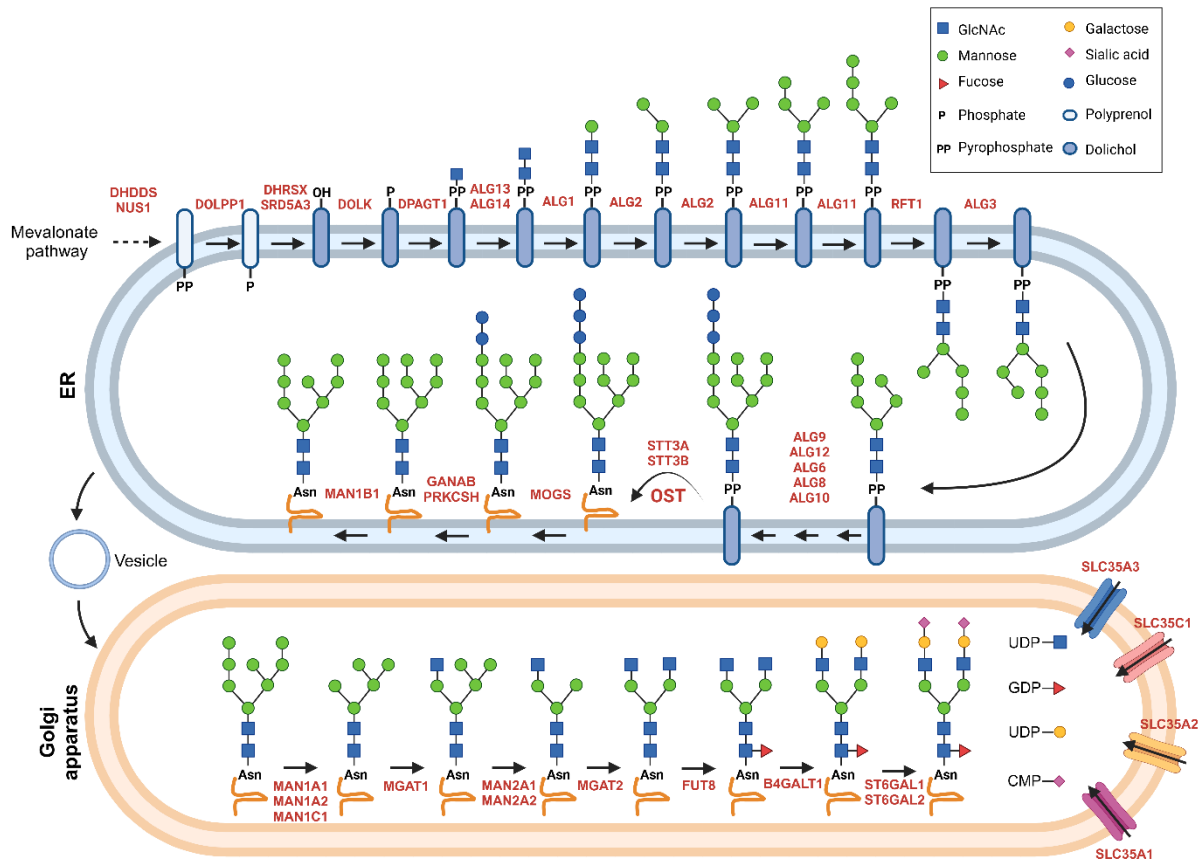 GlcNAc
Mannose
Fucose
P Phosphate
PP Pyrophosphate
Galactose
Sialic acid
Glucose
Polyprenol
Dolichol
DHDDS
NUS1
DOLPP1
DHRSX
SRD5A3
DOLK
DPAGT1
ALG13
ALG14
ALG1
ALG2
ALG2
ALG11
ALG11
RFT1
ALG3
OH
P
PP
PP
PP
PP
PP
PP
PP
Mevalonate
pathway
PP
P
PP
PP
ER
Asn
MAN1B1
Asn
GANAB
PRKCSH
Asn
MOGS
Asn
STT3A
STT3B
OST
PP
ALG9
ALG12
ALG6
ALG8
ALG10
PP
Vesicle
Golgi
apparatus
Asn
MAN1A1
MAN1A2
MAN1C1
Asn
MGAT1
Asn
MAN2A1
MAN2A2
Asn
MGAT2
Asn
FUT8
Asn
B4GALT1
Asn
ST6GAL1
ST6GAL2
Asn
UDP
GDP
UDP
CMP
SLC35A3
SLC35C1
SLC35A2
SLC35A1